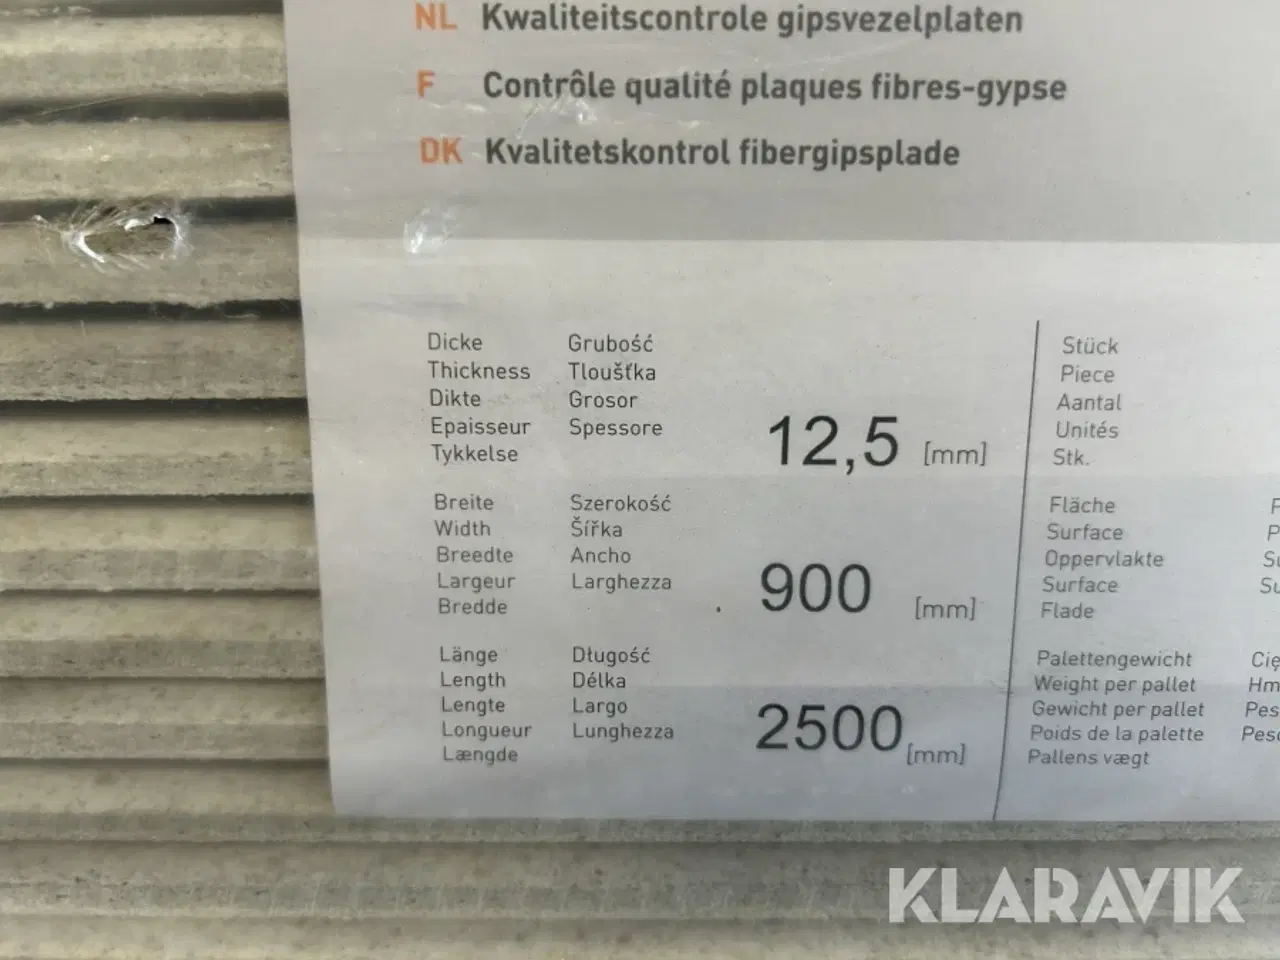 NL Kwaliteitscontrole gipsvezelplaten
F Contrôle qualité plaques fibres-gypse
DK Kvalitetskontrol fibergipsplade
Dicke Grubość
Thickness Tloušťka
Dikte Grosor
Epaisseur Spessore
Tykkelse
12,5 [mm]
Breite Szerokość
Width Šířka
Breedte Ancho
Largeur Larghezza
Bredde
900 [mm]
Länge Długość
Length Délka
Lengte Largo
Longueur Lunghezza
Længde
2500 [mm]
Stück
Piece
Aantal
Unités
Stk.
Fläche
Surface
Oppervlakte
Surface
Flade
Palettengewicht
Weight per pallet
Gewicht per pallet
Poids de la palette
Pallens vægt
KLARAVIK